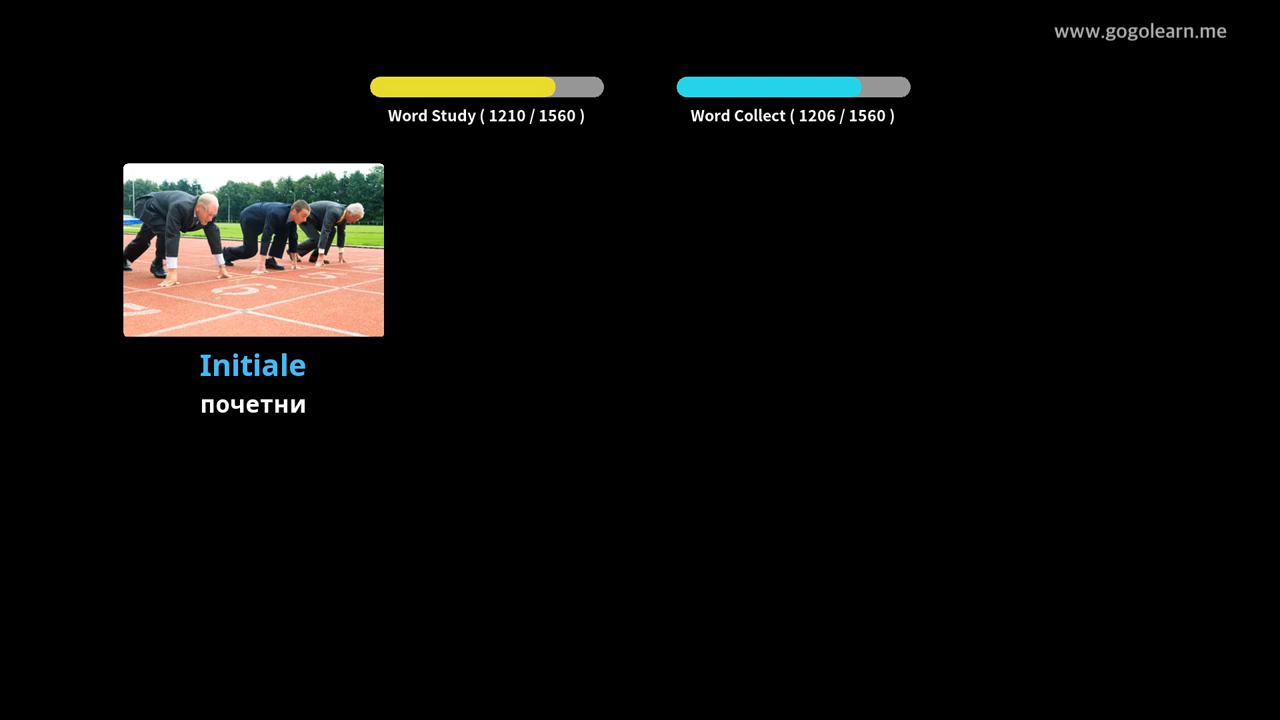 www.gogolearn.me
Word Study ( 1210 / 1560 )
Word Collect ( 1206 / 1560 )
Initiale
почетни